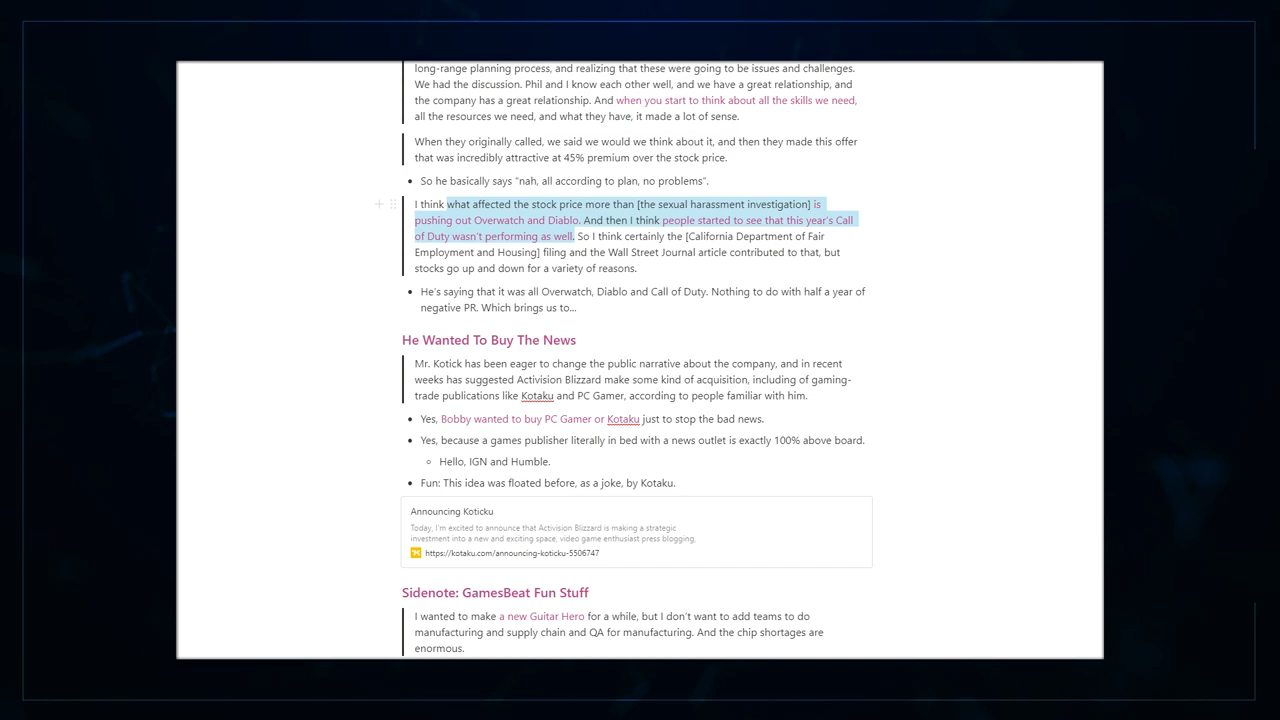 long-range planning process, and realizing that these were going to be issues and challenges.
We had the discussion. Phil and I know each other well, and we have a great relationship, and
the company has a great relationship. And when you start to think about all the skills we need,
all the resources we need, and what they have, it made a lot of sense.
When they originally called, we said we would we think about it, and then they made this offer
that was incredibly attractive at 45% premium over the stock price.
• So he basically says “nah, all according to plan, no problems”.
I think what affected the stock price more than [the sexual harassment investigation] is
pushing out Overwatch and Diablo. And then I think people started to see that this year’s Call
of Duty wasn’t performing as well. So I think certainly the [California Department of Fair
Employment and Housing] filing and the Wall Street Journal article contributed to that, but
stocks go up and down for a variety of reasons.
• He’s saying that it was all Overwatch, Diablo and Call of Duty. Nothing to do with half a year of
negative PR. Which brings us to...
He Wanted To Buy The News
Mr. Kotick has been eager to change the public narrative about the company, and in recent
weeks has suggested Activision Blizzard make some kind of acquisition, including of gaming-
trade publications like Kotaku and PC Gamer, according to people familiar with him.
• Yes, Bobby wanted to buy PC Gamer or Kotaku just to stop the bad news.
• Yes, because a games publisher literally in bed with a news outlet is exactly 100% above board.
◦ Hello, IGN and Humble.
• Fun: This idea was floated before, as a joke, by Kotaku.
Announcing Koticku
Today, I'm excited to announce that Activision Blizzard is making a strategic
investment into a new and exciting space, video game enthusiast press blogging,
https://kotaku.com/announcing-koticku-5506747
Sidenote: GamesBeat Fun Stuff
I wanted to make a new Guitar Hero for a while, but I don’t want to add teams to do
manufacturing and supply chain and QA for manufacturing. And the chip shortages are
enormous.